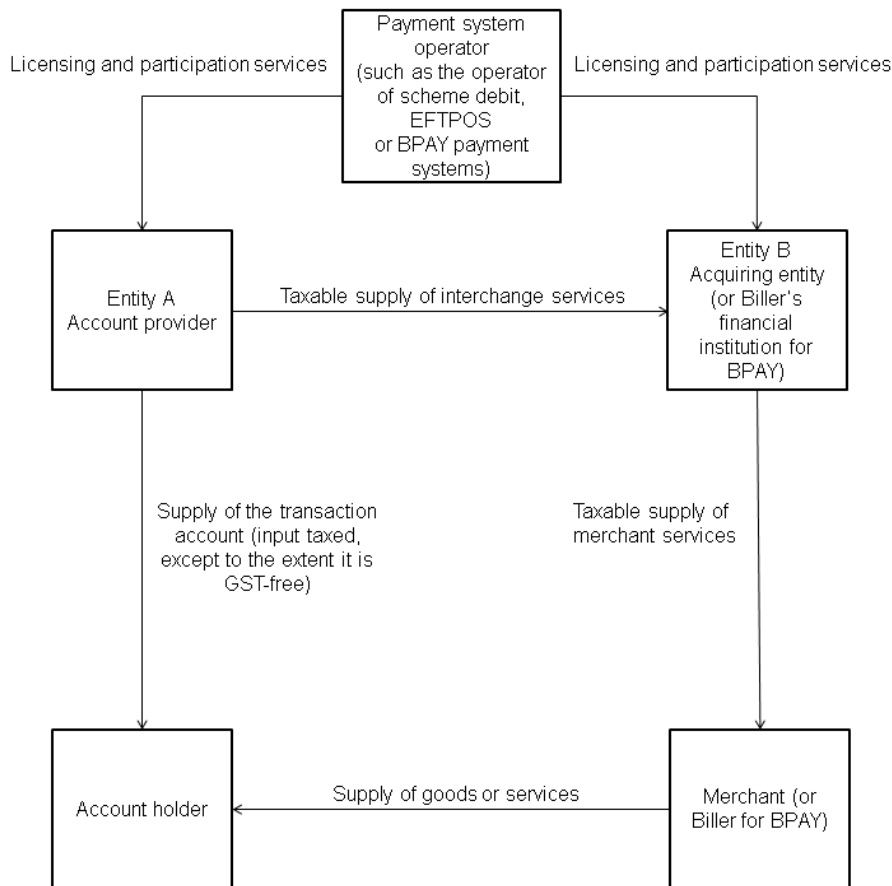 Payment system
operator
(such as the operator
of scheme debit,
EFTPOS
or BPAY payment
systems)
Licensing and participation services
Licensing and participation services
Entity A
Account provider
Taxable supply of interchange services
Entity B
Acquiring entity
(or Biller's
financial
institution for
BPAY)
Supply of the transaction
account (input taxed,
except to the extent it is
GST-free)
Taxable supply of
merchant services
Account holder
Supply of goods or services
Merchant (or
Biller for BPAY)